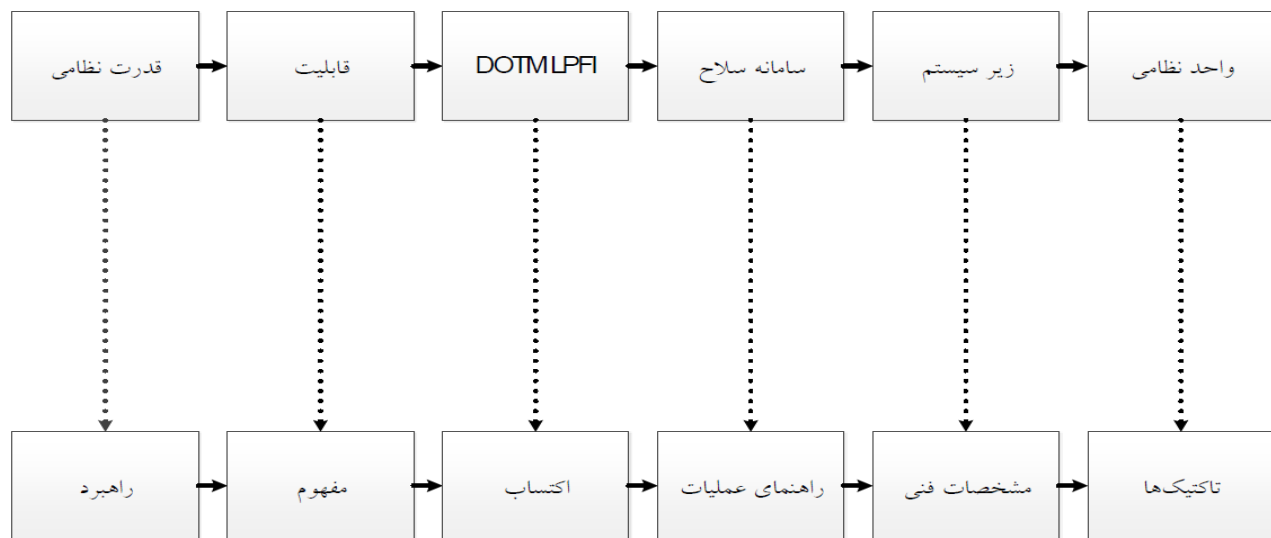 قدرت نظامی
قابلیت
DOTMLPFI
سامانه سلاح
زیر سیستم
واحد نظامی
راهبرد
مفهوم
اکتساب
راهنمای عملیات
مشخصات فنی
تاکتیک‌ها